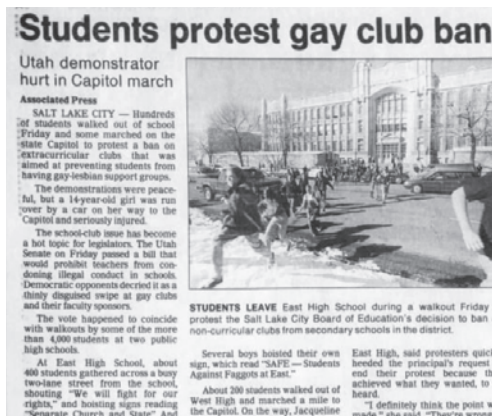 Students protest gay club ban
Utah demonstrator
hurt in Capitol march
Associated Press
SALT LAKE CITY — Hundreds
of students walked out of school
Friday and some marched on the
state Capitol to protest a ban on
extracurricular clubs that was
aimed at preventing students from
having gay-lesbian support groups.
The demonstrations were peace-
ful, but a 14-year-old girl was run
over by a car on her way to the
Capitol and seriously injured.
The school-club issue has become
a hot topic for legislators. The Utah
Senate on Friday passed a bill that
would prohibit teachers from con-
doning illegal conduct in schools.
Democratic opponents decried it as a
thinly disguised swipe at gay clubs
and their faculty sponsors.
The vote happened to coincide
with walkouts by some of the more
than 4,000 students at two public
high schools.
At East High School, about
400 students gathered across a busy
two-lane street from the school,
shouting "We will fight for our
rights," and hoisting signs reading
"Separate Church and State." And
STUDENTS LEAVE East High School during a walkout Friday
protest the Salt Lake City Board of Education's decision to ban
non-curricular clubs from secondary schools in the district.
Several boys hoisted their own
sign, which read "SAFE — Students
Against Faggots at East."
About 200 students walked out of
West High and marched a mile to
the Capitol. On the way, Jacqueline
East High, said protesters quick
heeded the principal's request
end their protest because th
achieved what they wanted, to
heard.
"I definitely think the point w
made," she said.